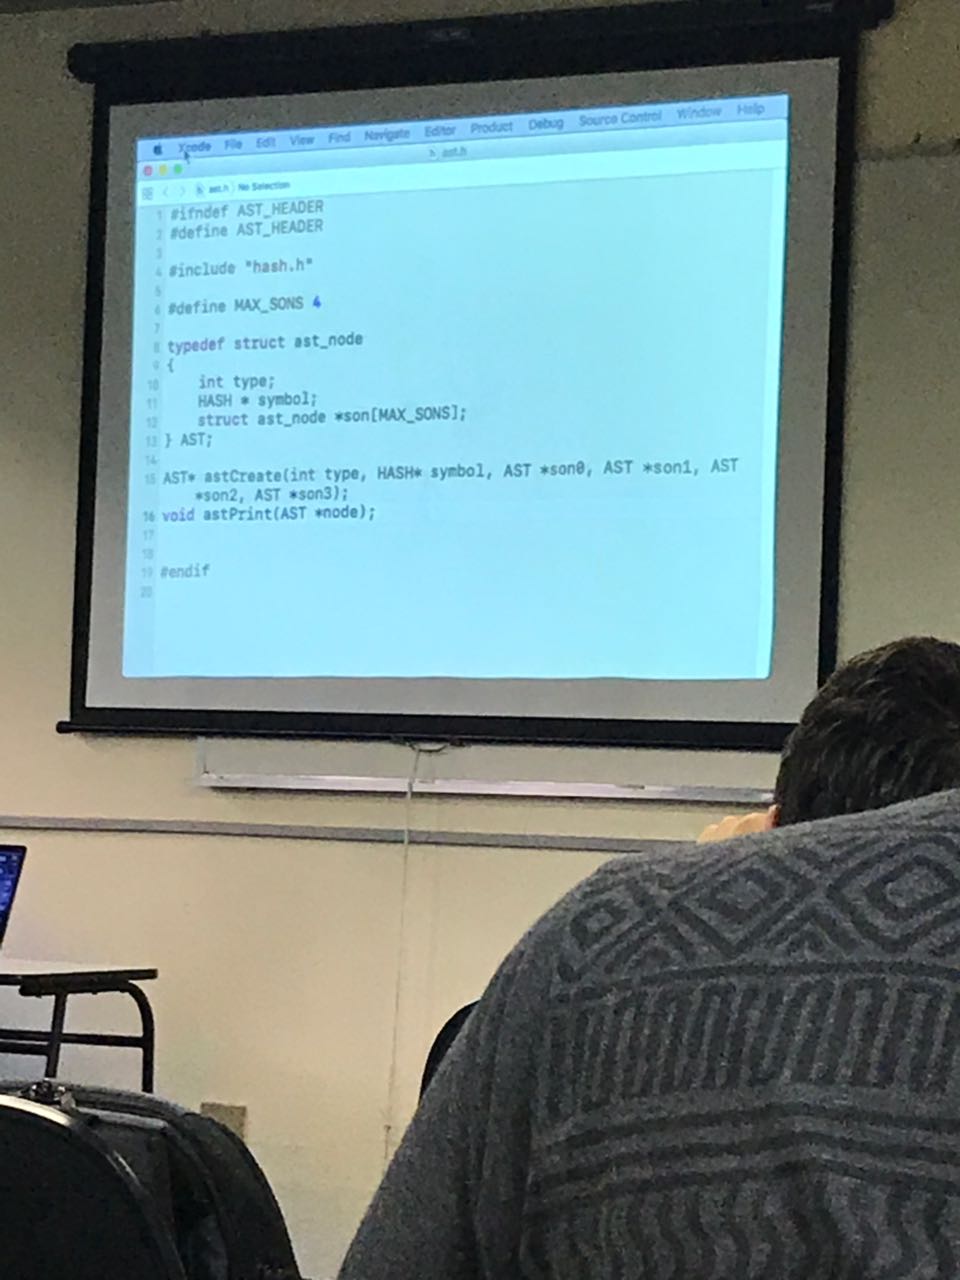 Xcode File Edit View Find Navigate Editor Product Debug Source Control Window Help
ast.h
ast.h No Selection
1 #ifndef AST_HEADER
2 #define AST_HEADER
3
4 #include "hash.h"
5
6 #define MAX_SONS 4
7
8 typedef struct ast_node
9 {
10 int type;
11 HASH * symbol;
12 struct ast_node *son[MAX_SONS];
13 } AST;
14
15 AST* astCreate(int type, HASH* symbol, AST *son0, AST *son1, AST
*son2, AST *son3);
16 void astPrint(AST *node);
17
18
19 #endif
20